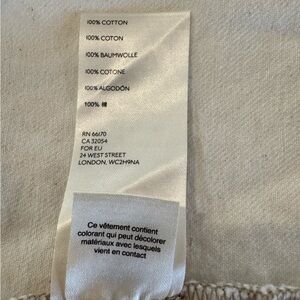 100% COTTON
100% COTON
100% BAUMWOLLE
100% COTONE
100% ALGODÓN
100% 棉
RN 66170
CA 32054
FOR EU
24 WEST STREET
LONDON, WC2H9NA
Ce vêtement contient
colorant qui peut décolorer
matériaux avec lesquels
vient en contact